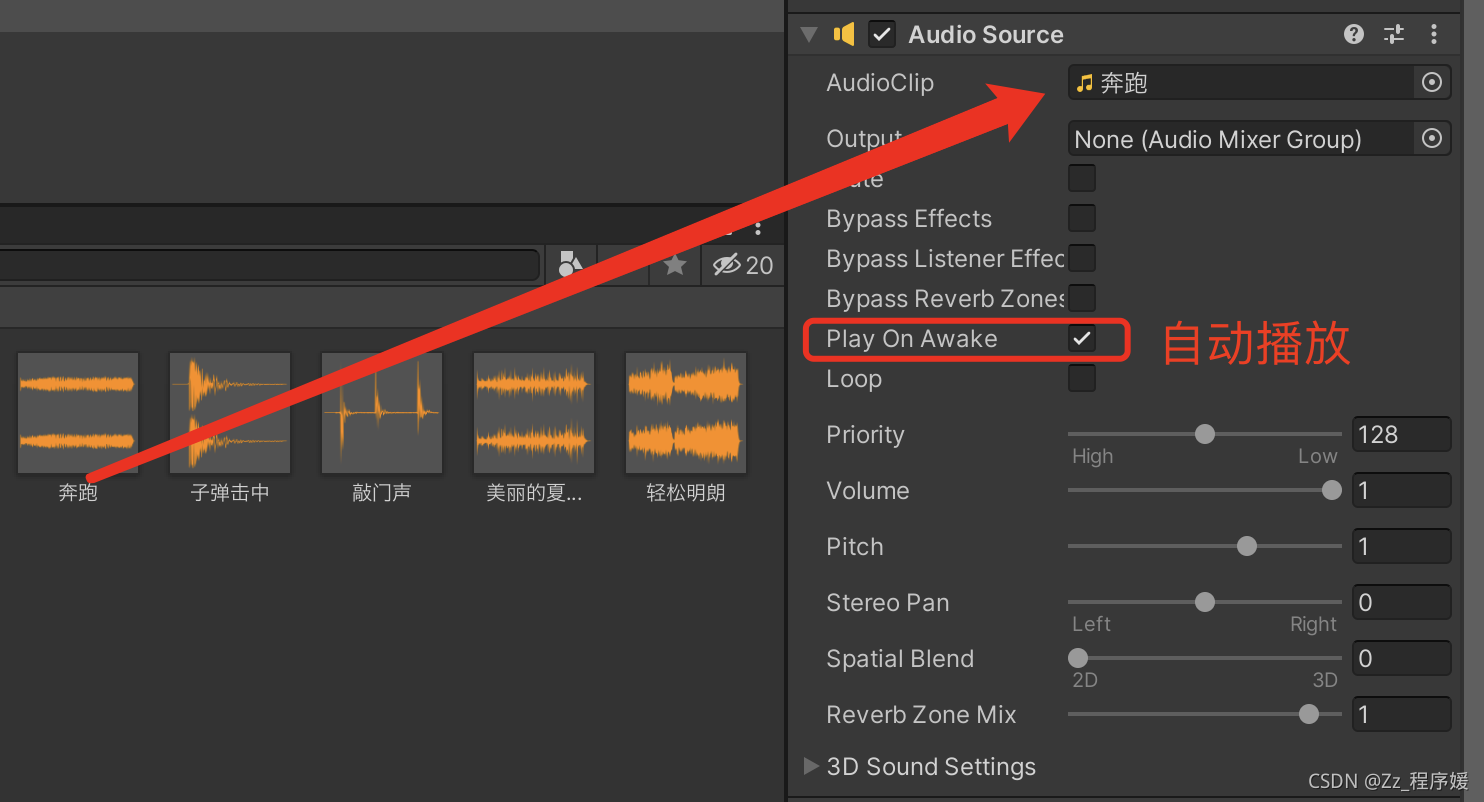 Audio Source
AudioClip
奔跑
Output
None (Audio Mixer Group)
Bypass Effects
Bypass Listener Effec
Bypass Reverb Zones
Play On Awake
自动播放
Loop
Priority
128
High
Low
Volume
1
Pitch
1
Stereo Pan
0
Left
Right
Spatial Blend
0
2D
3D
Reverb Zone Mix
1
3D Sound Settings
20
奔跑
子弹击中
敲门声
美丽的夏...
轻松明朗
CSDN @Zz_程序媛